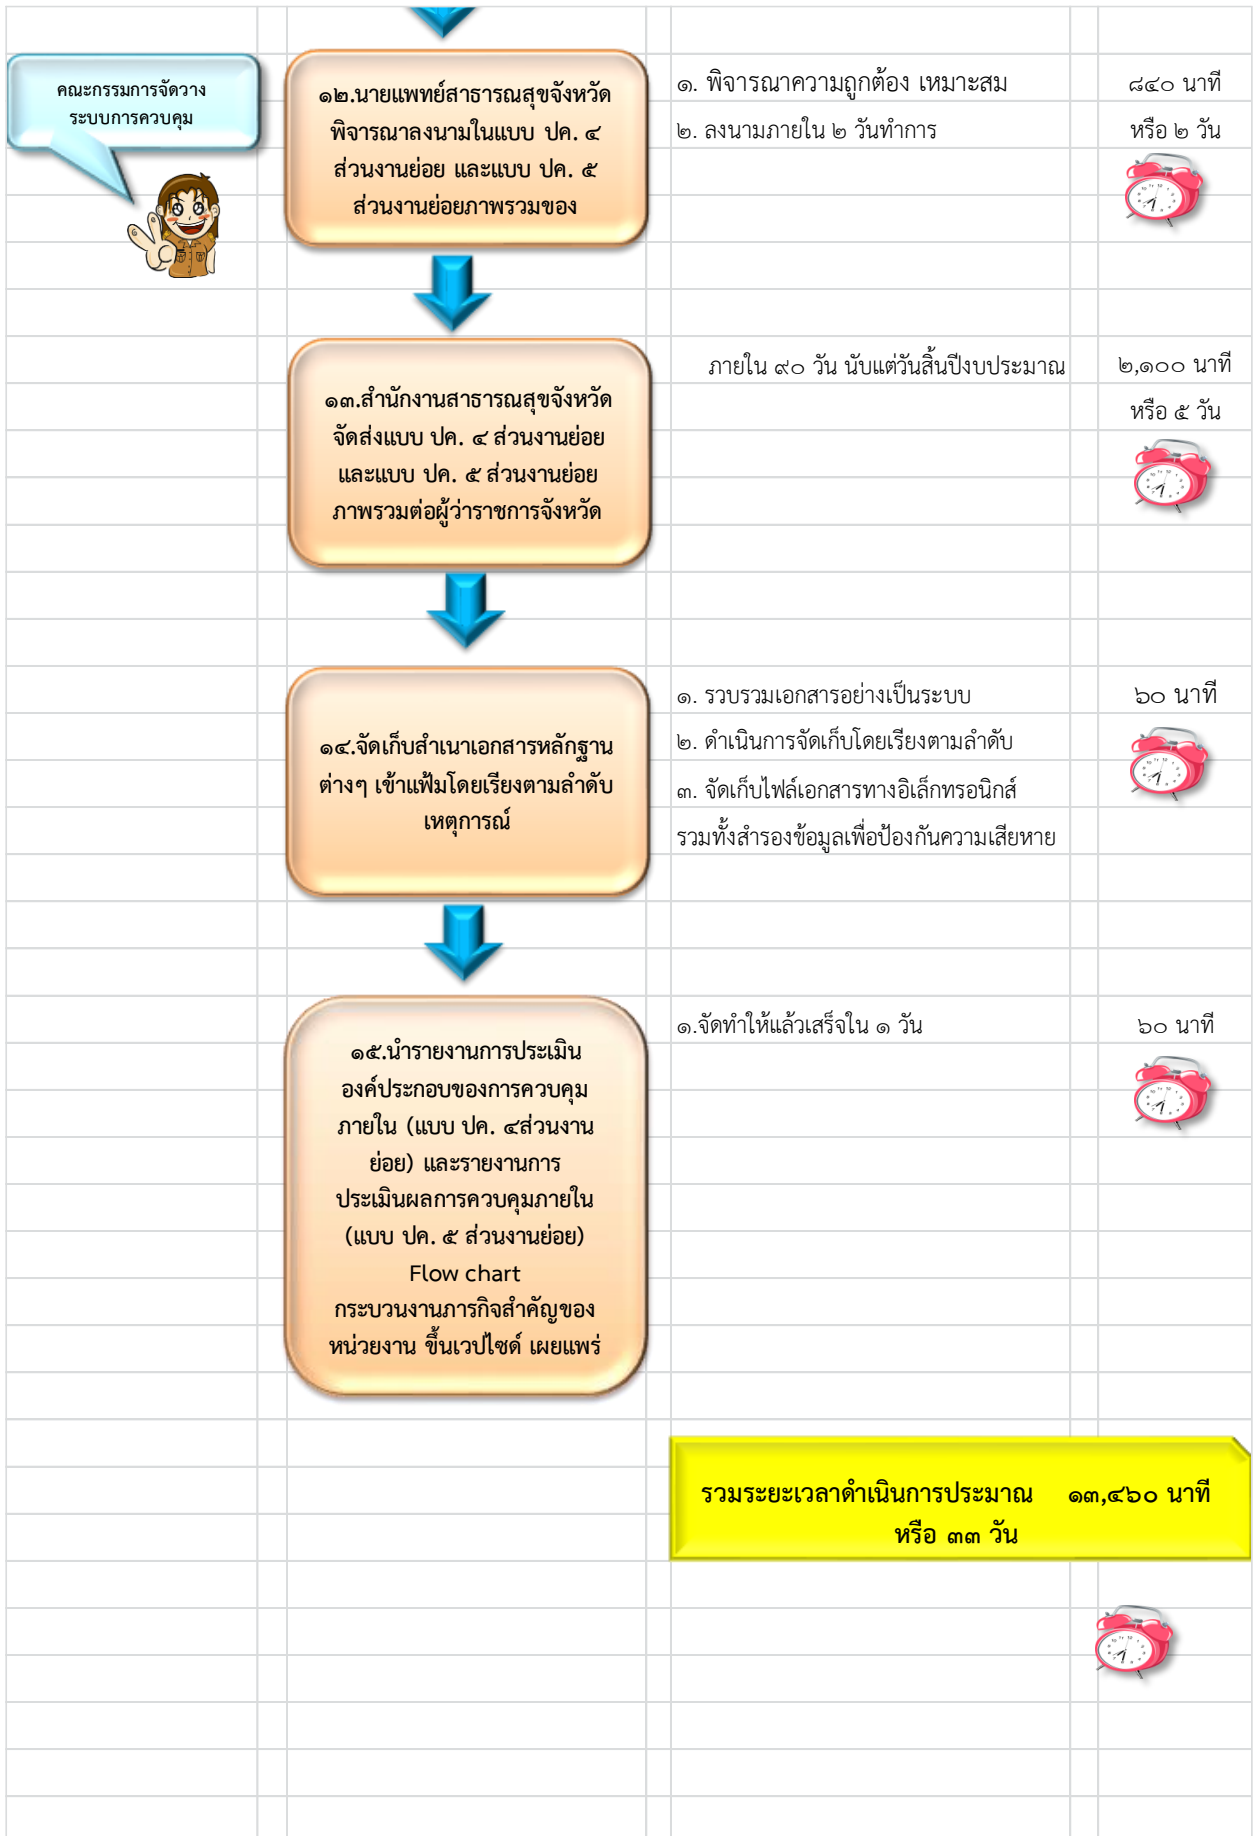 คณะกรรมการจัดวาง
ระบบการควบคุม
๑๒.นายแพทย์สาธารณสุขจังหวัด
พิจารณาลงนามในแบบ ปค. ๔
ส่วนงานย่อย และแบบ ปค. ๕
ส่วนงานย่อยภาพรวมของ
๑. พิจารณาความถูกต้อง เหมาะสม
๒. ลงนามภายใน ๒ วันทำการ
๘๔๐ นาที
หรือ ๒ วัน
๑๓.สำนักงานสาธารณสุขจังหวัด
จัดส่งแบบ ปค. ๔ ส่วนงานย่อย
และแบบ ปค. ๕ ส่วนงานย่อย
ภาพรวมต่อผู้ว่าราชการจังหวัด
ภายใน ๙๐ วัน นับแต่วันสิ้นปีงบประมาณ
๒,๑๐๐ นาที
หรือ ๕ วัน
๑๔.จัดเก็บสำเนาเอกสารหลักฐาน
ต่างๆ เข้าแฟ้มโดยเรียงตามลำดับ
เหตุการณ์
๑. รวบรวมเอกสารอย่างเป็นระบบ
๒. ดำเนินการจัดเก็บโดยเรียงตามลำดับ
๓. จัดเก็บไฟล์เอกสารทางอิเล็กทรอนิกส์
รวมทั้งสำรองข้อมูลเพื่อป้องกันความเสียหาย
๖๐ นาที
๑๕.นำรายงานการประเมิน
องค์ประกอบของการควบคุม
ภายใน (แบบ ปค. ๔ส่วนงาน
ย่อย) และรายงานการ
ประเมินผลการควบคุมภายใน
(แบบ ปค. ๕ ส่วนงานย่อย)
Flow chart
กระบวนงานภารกิจสำคัญของ
หน่วยงาน ขึ้นเวปไซด์ เผยแพร่
๑.จัดทำให้แล้วเสร็จใน ๑ วัน
๖๐ นาที
รวมระยะเวลาดำเนินการประมาณ ๑๓,๔๖๐ นาที
หรือ ๓๓ วัน